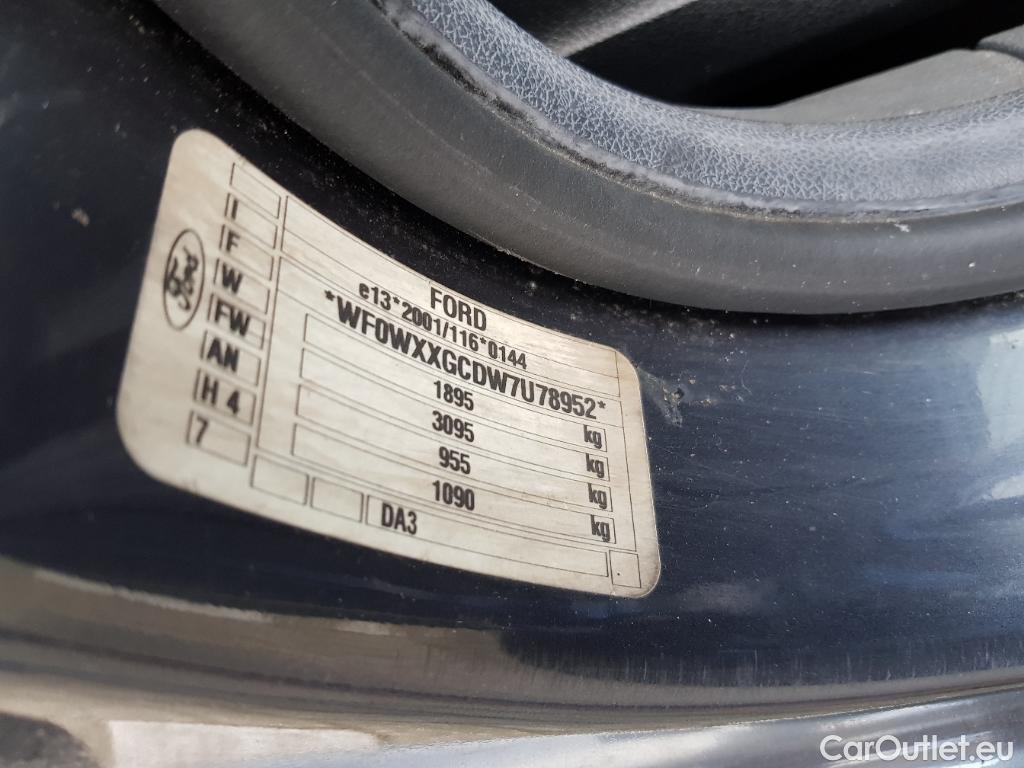 FORD
e13*2001/116*0144
*WF0WXXGCDW7U78952*
1895 kg
3095 kg
955 kg
1090 kg
DA3
I
F
W
FW
AN
H 4
7
Ford
CarOutlet.eu